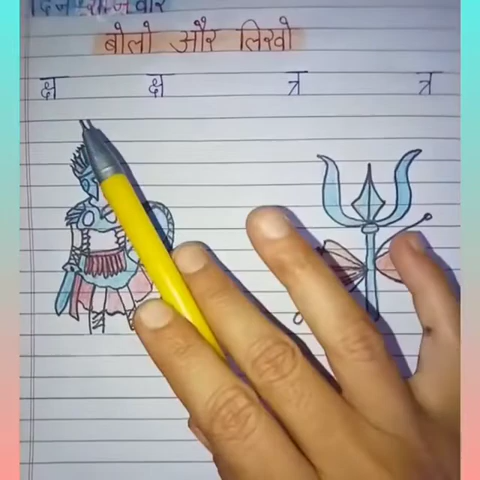 बोलो और लिखो
क्ष क्ष त्र त्र